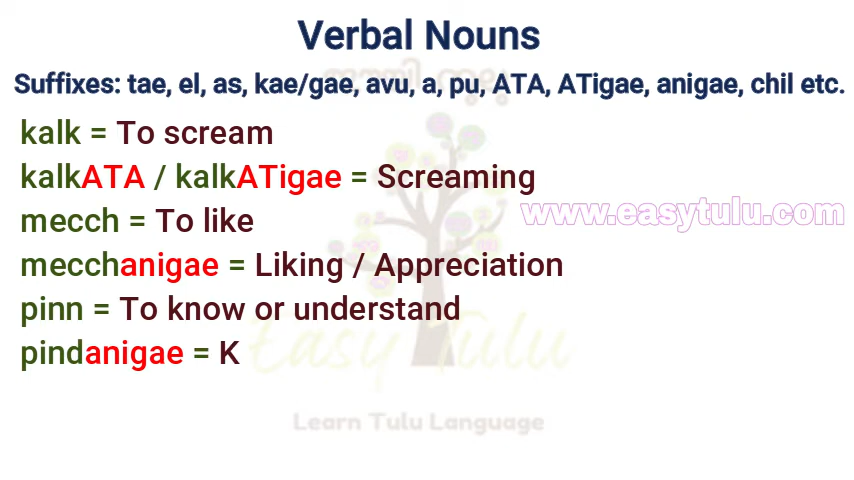 Verbal Nouns
Suffixes: tae, el, as, kae/gae, avu, a, pu, ATA, ATigae, anigae, chil etc.
kalk = To scream
kalkATA / kalkATigae = Screaming
mecch = To like
www.easytulu.com
mecchanigae = Liking / Appreciation
pinn = To know or understand
pindanigae = K
Easy Tulu
Learn Tulu Language